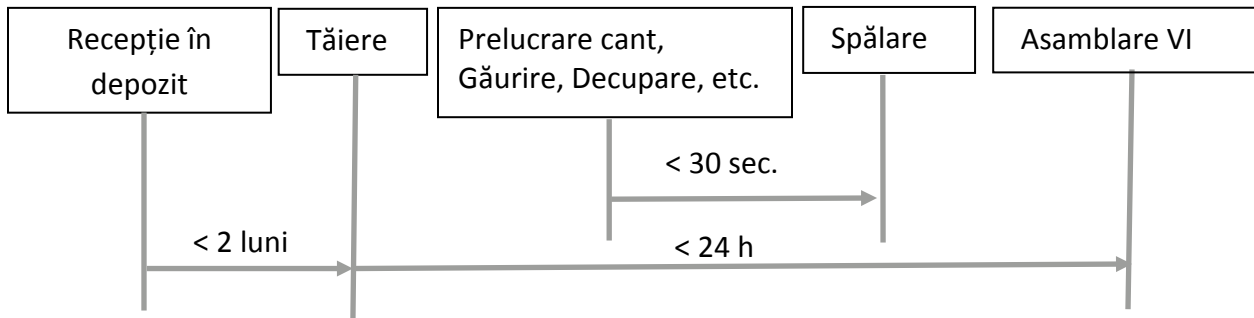 Recepție în
depozit
Tăiere
Prelucrare cant,
Găurire, Decupare, etc.
Spălare
Asamblare VI
< 30 sec.
< 2 luni
< 24 h